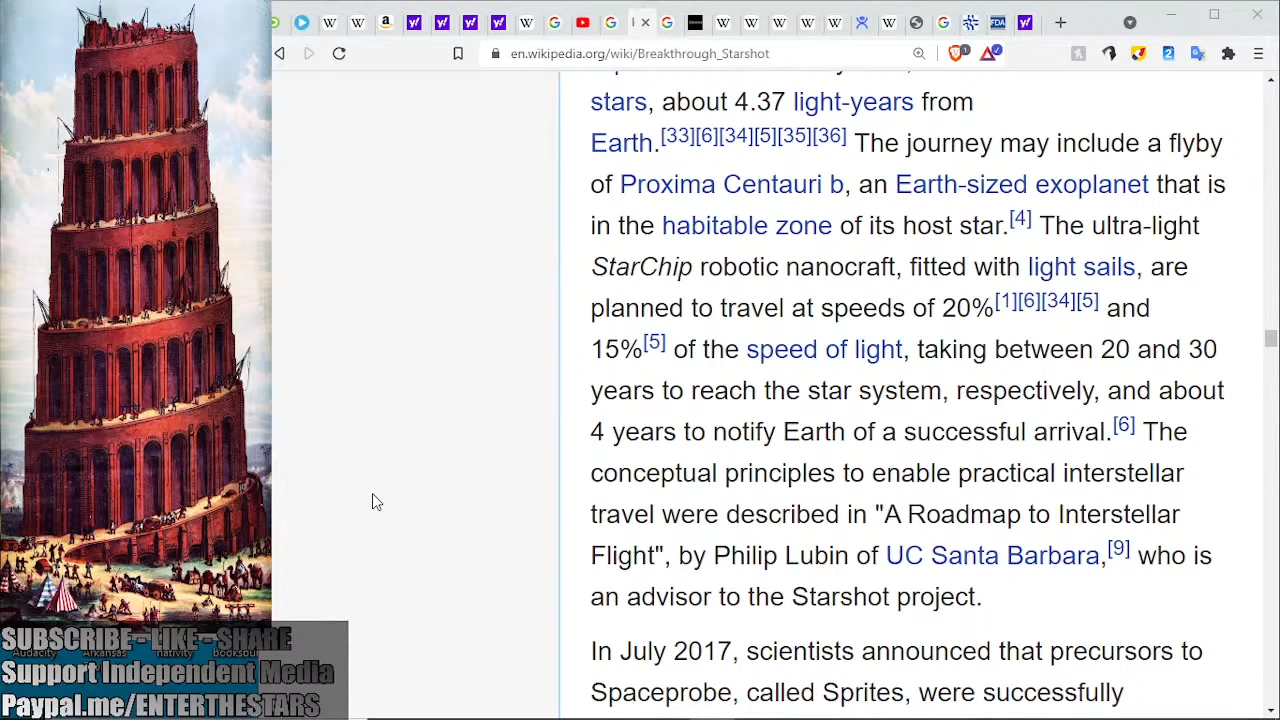 en.wikipedia.org/wiki/Breakthrough_Starshot
stars, about 4.37 light-years from
Earth.[33][6][34][5][35][36] The journey may include a flyby
of Proxima Centauri b, an Earth-sized exoplanet that is
in the habitable zone of its host star.[4] The ultra-light
StarChip robotic nanocraft, fitted with light sails, are
planned to travel at speeds of 20%[1][6][34][5] and
15%[5] of the speed of light, taking between 20 and 30
years to reach the star system, respectively, and about
4 years to notify Earth of a successful arrival.[6] The
conceptual principles to enable practical interstellar
travel were described in "A Roadmap to Interstellar
Flight", by Philip Lubin of UC Santa Barbara,[9] who is
an advisor to the Starshot project.
In July 2017, scientists announced that precursors to
Spaceprobe, called Sprites, were successfully
SUBSCRIBE - LIKE - SHARE
Audacity Arkansas nativity
Support Independent Media
Paypal.me/ENTERTHESTARS